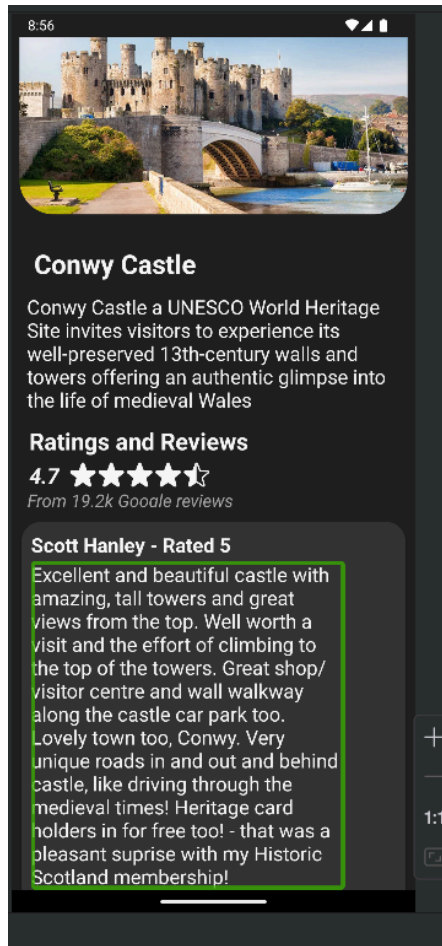 8:56
Conwy Castle
Conwy Castle a UNESCO World Heritage
Site invites visitors to experience its
well-preserved 13th-century walls and
towers offering an authentic glimpse into
the life of medieval Wales
Ratings and Reviews
4.7
From 19.2k Google reviews
Scott Hanley - Rated 5
Excellent and beautiful castle with
amazing, tall towers and great
views from the top. Well worth a
visit and the effort of climbing to
the top of the towers. Great shop/
visitor centre and wall walkway
along the castle car park too.
Lovely town too, Conwy. Very
unique roads in and out and behind
castle, like driving through the
medieval times! Heritage card
holders in for free too! - that was a
pleasant suprise with my Historic
Scotland membership!
+
1:1